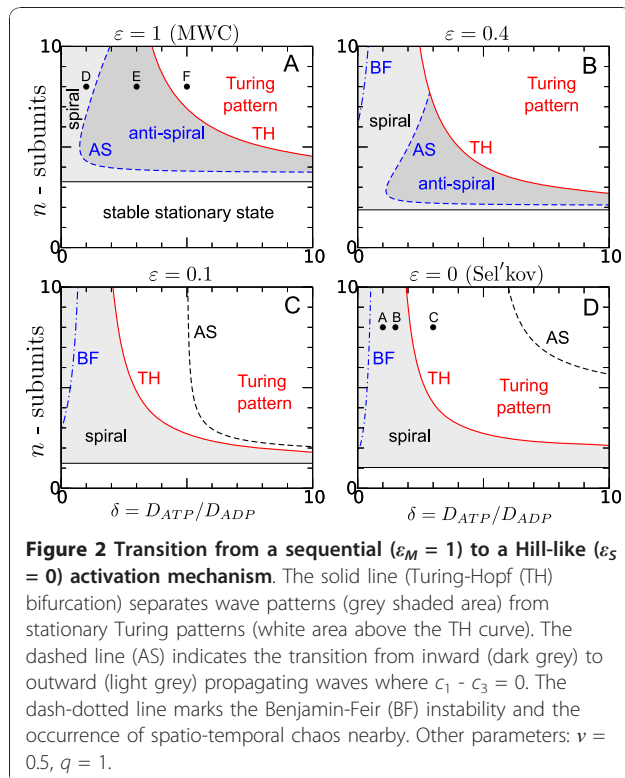 ε = 1 (MWC)
ε = 0.4
n - subunits
10
5
0
0
10
spiral
D
E
F
A
Turing
pattern
anti-spiral
TH
AS
stable stationary state
10
5
0
0
10
BF
B
spiral
Turing
pattern
AS
TH
anti-spiral
ε = 0.1
ε = 0 (Sel'kov)
n - subunits
10
5
0
0
10
C
BF
AS
TH
Turing
pattern
spiral
δ = D_ATP/D_ADP
10
5
0
0
10
A
B
C
D
BF
AS
TH
Turing
pattern
spiral
δ = D_ATP/D_ADP
Figure 2 Transition from a sequential (ε_M = 1) to a Hill-like (ε_S
= 0) activation mechanism. The solid line (Turing-Hopf (TH)
bifurcation) separates wave patterns (grey shaded area) from
stationary Turing patterns (white area above the TH curve). The
dashed line (AS) indicates the transition from inward (dark grey) to
outward (light grey) propagating waves where c₁ - c₃ = 0. The
dash-dotted line marks the Benjamin-Feir (BF) instability and the
occurrence of spatio-temporal chaos nearby. Other parameters: ν =
0.5, q = 1.